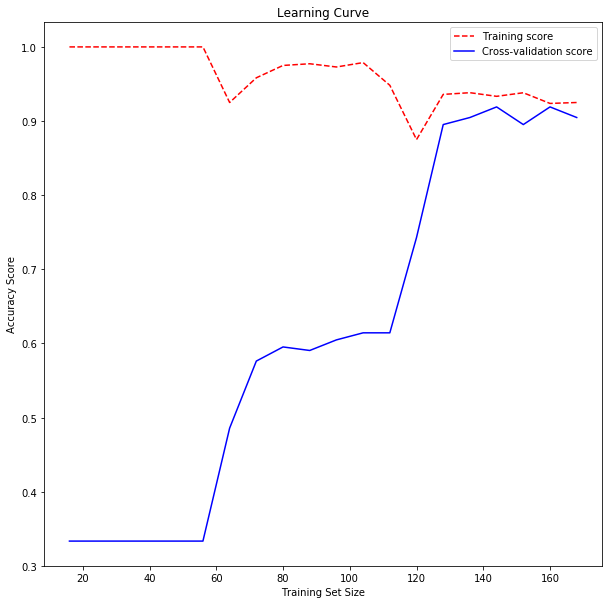 Learning Curve
Training score
Cross-validation score
1.0
0.9
0.8
0.7
0.6
0.5
0.4
0.3
Accuracy Score
20 40 60 80 100 120 140 160
Training Set Size